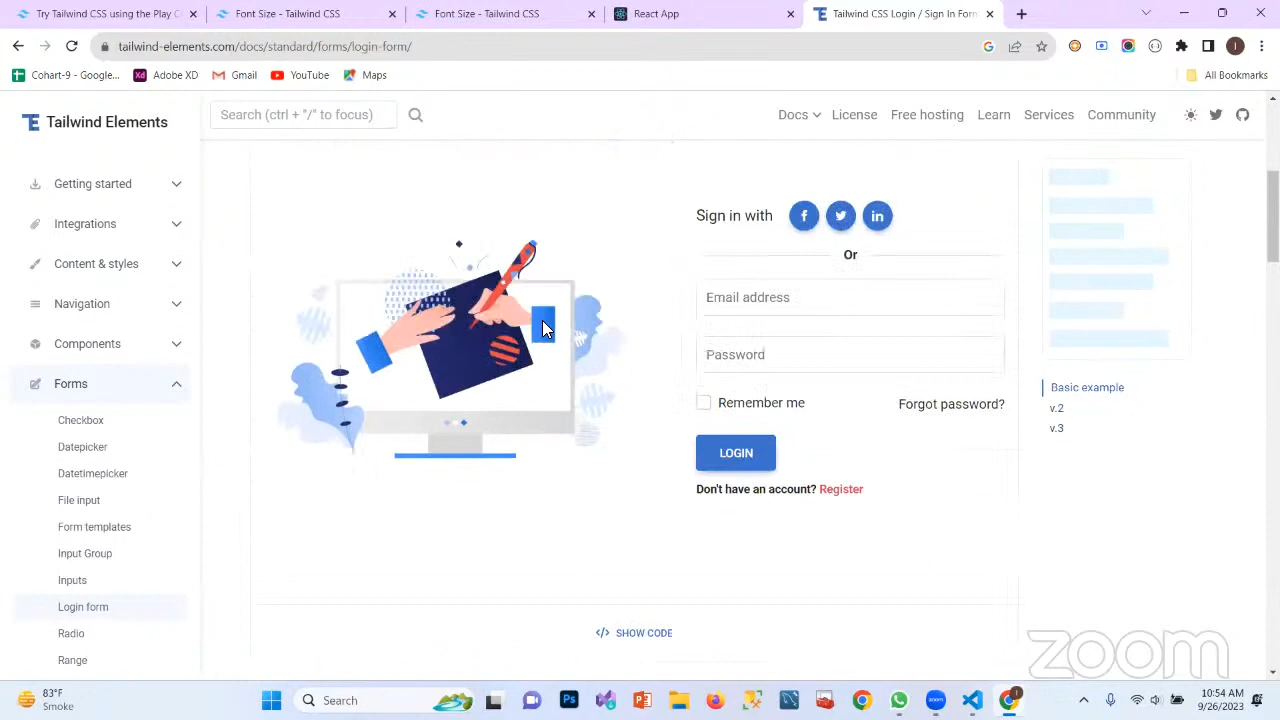 Try Tailwind CSS using the Play C
Font Size - Tailwind CSS
Font Size - Tailwind CSS
React App
Tailwind CSS Login / Sign In Form
tailwind-elements.com/docs/standard/forms/login-form/
Cohart-9 - Google...
Adobe XD
Gmail
YouTube
Maps
All Bookmarks
Tailwind Elements
Search (ctrl + "/" to focus)
Docs
License
Free hosting
Learn
Services
Community
Getting started
Integrations
Content & styles
Navigation
Components
Forms
Checkbox
Datepicker
Datetimepicker
File input
Form templates
Input Group
Inputs
Login form
Radio
Range
Sign in with
Or
Email address
Password
Remember me
Forgot password?
LOGIN
Don't have an account? Register
SHOW CODE
Basic example
v.2
v.3
zoom
83°F
Smoke
Search
10:54 AM
9/26/2023